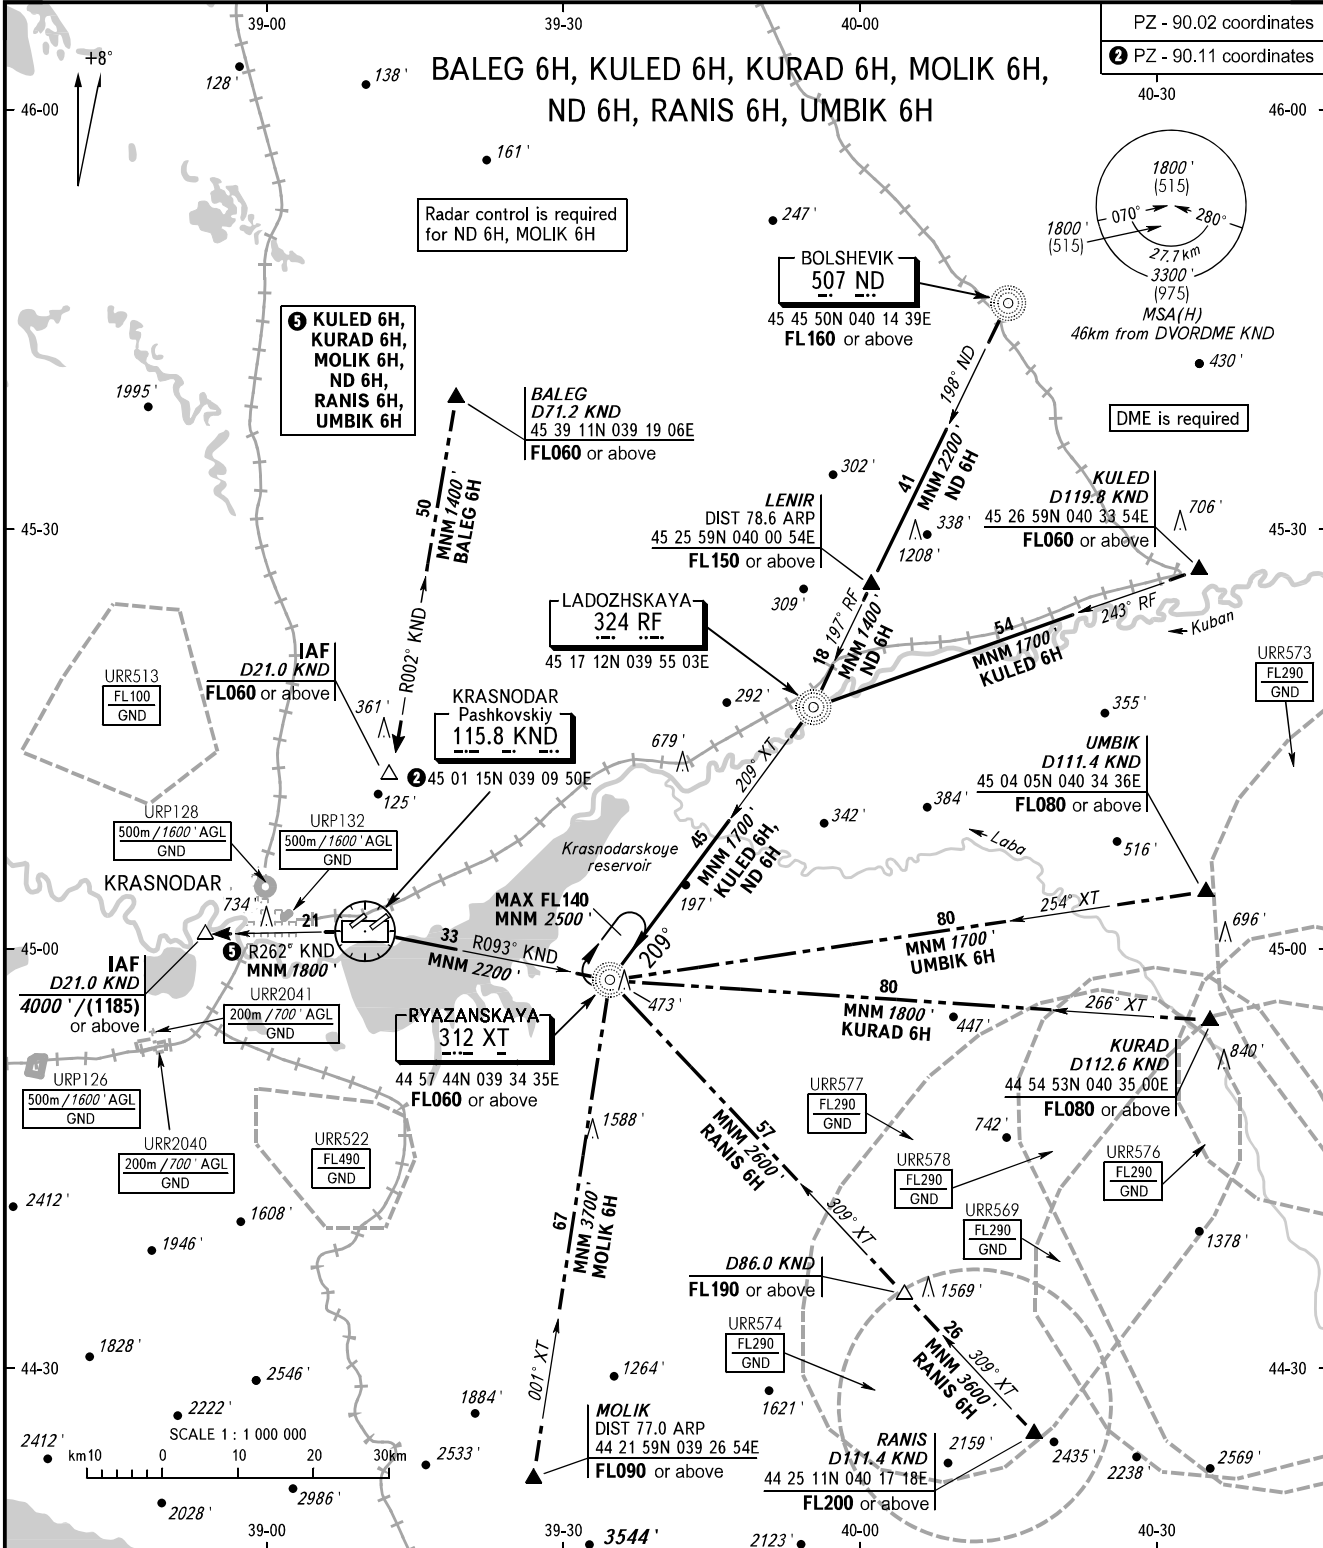 39-00
39-30
40-00
PZ - 90.02 coordinates
❷ PZ - 90.11 coordinates
+8°
128'
138'
BALEG 6H, KULED 6H, KURAD 6H, MOLIK 6H,
ND 6H, RANIS 6H, UMBIK 6H
40-30
46-00
46-00
161'
Radar control is required
for ND 6H, MOLIK 6H
247'
1800'
(515)
070°
280°
1800'
(515)
27.7 km
3300'
(975)
MSA(H)
46km from DVORDME KND
BOLSHEVIK
507 ND
45 45 50N 040 14 39E
FL160 or above
❺ KULED 6H,
KURAD 6H,
MOLIK 6H,
ND 6H,
RANIS 6H,
UMBIK 6H
1995'
430'
DME is required
BALEG
D71.2 KND
45 39 11N 039 19 06E
FL060 or above
198° ND
41
MNM 2200'
ND 6H
50
MNM 1400'
BALEG 6H
R002° KND
302'
338'
1208'
LENIR
DIST 78.6 ARP
45 25 59N 040 00 54E
FL150 or above
KULED
D119.8 KND
45 26 59N 040 33 54E
FL060 or above
706'
45-30
45-30
309'
LADOZHSKAYA
324 RF
45 17 12N 039 55 03E
18
197° RF
MNM 1400'
ND 6H
54
243° RF
MNM 1700'
KULED 6H
Kuban
URR573
FL290
GND
IAF
D21.0 KND
FL060 or above
URR513
FL100
GND
361'
KRASNODAR
Pashkovskiy
115.8 KND
❷ 45 01 15N 039 09 50E
292'
679'
355'
UMBIK
D111.4 KND
45 04 05N 040 34 36E
FL080 or above
125'
209° XT
45
MNM 1700'
KULED 6H,
ND 6H
342'
384'
Laba
516'
URP128
500m/1600' AGL
GND
URP132
500m/1600' AGL
GND
Krasnodarskoye
reservoir
KRASNODAR
734'
21
❺ R262° KND
MNM 1800'
197'
MAX FL140
MNM 2500'
209°
33
R093° KND
MNM 2200'
254° XT
80
MNM 1700'
UMBIK 6H
696'
45-00
45-00
IAF
D21.0 KND
4000'/(1185)
or above
URR2041
200m/700' AGL
GND
473'
80
266° XT
MNM 1800'
KURAD 6H
447'
RYAZANSKAYA
312 XT
44 57 44N 039 34 35E
FL060 or above
KURAD
D112.6 KND
44 54 53N 040 35 00E
FL080 or above
840'
URP126
500m/1600' AGL
GND
URR2040
200m/700' AGL
GND
URR522
FL490
GND
1588'
URR577
FL290
GND
742'
URR578
FL290
GND
URR576
FL290
GND
57
MNM 2600'
RANIS 6H
309° XT
2412'
1608'
1946'
67
MNM 3700'
MOLIK 6H
001° XT
URR569
FL290
GND
1378'
D86.0 KND
FL190 or above
1569'
URR574
FL290
GND
26
309° XT
MNM 3600'
RANIS 6H
1828'
2546'
44-30
44-30
1264'
1621'
2222'
1884'
SCALE 1 : 1 000 000
km10 0 10 20 30km
2412'
2533'
MOLIK
DIST 77.0 ARP
44 21 59N 039 26 54E
FL090 or above
RANIS
D111.4 KND
44 25 11N 040 17 18E
FL200 or above
2159'
2435'
2238'
2569'
2028'
2986'
39-00
39-30
3544'
2123'
40-00
40-30